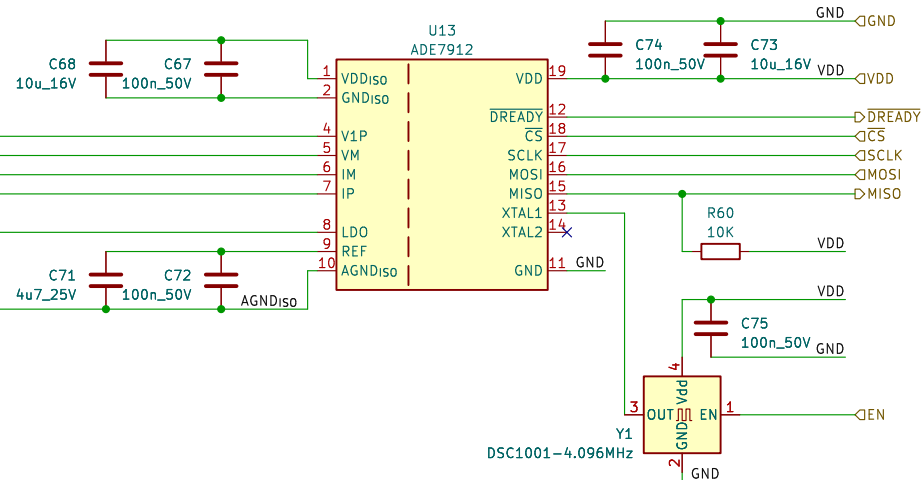 U13
ADE7912
C68
10u_16V
C67
100n_50V
C74
100n_50V
C73
10u_16V
GND
GND
VDD
VDD
1
VDDISO
2
GNDISO
4
V1P
5
VM
6
IM
7
IP
8
LDO
9
REF
10
AGNDISO
VDD
19
DREADY
12
DREADY
CS
18
CS
SCLK
17
SCLK
MOSI
16
MOSI
MISO
15
MISO
XTAL1
13
XTAL2
14
GND
11
GND
R60
10K
VDD
C71
4u7_25V
C72
100n_50V
AGNDISO
VDD
C75
100n_50V
GND
4
Vdd
3
OUT
EN
1
EN
GND
2
GND
Y1
DSC1001-4.096MHz